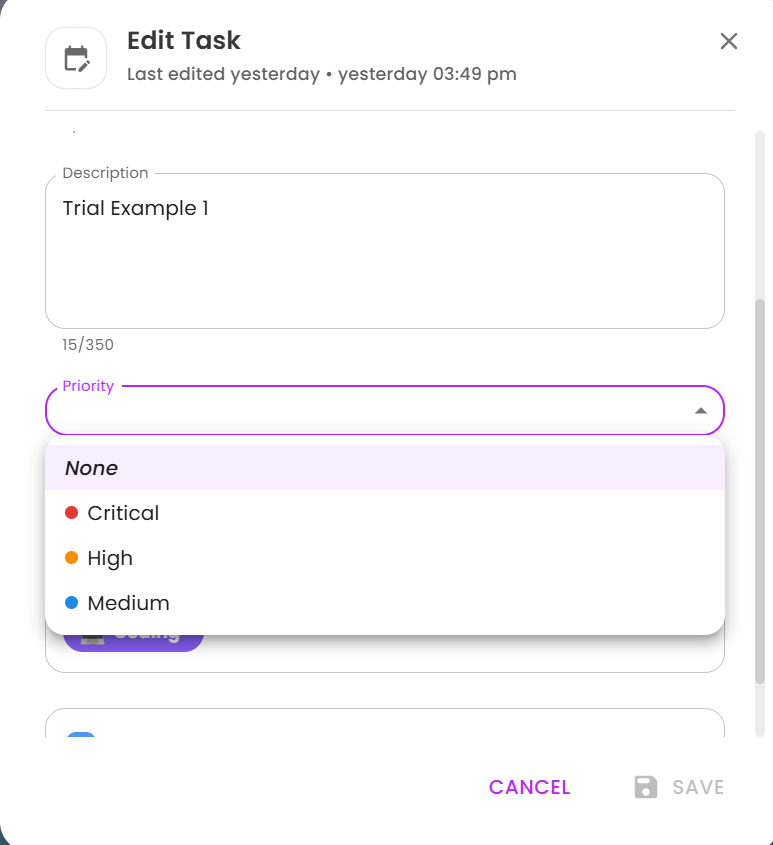 Edit Task
Last edited yesterday • yesterday 03:49 pm
Description
Trial Example 1
15/350
Priority
None
Critical
High
Medium
Coding
CANCEL
SAVE